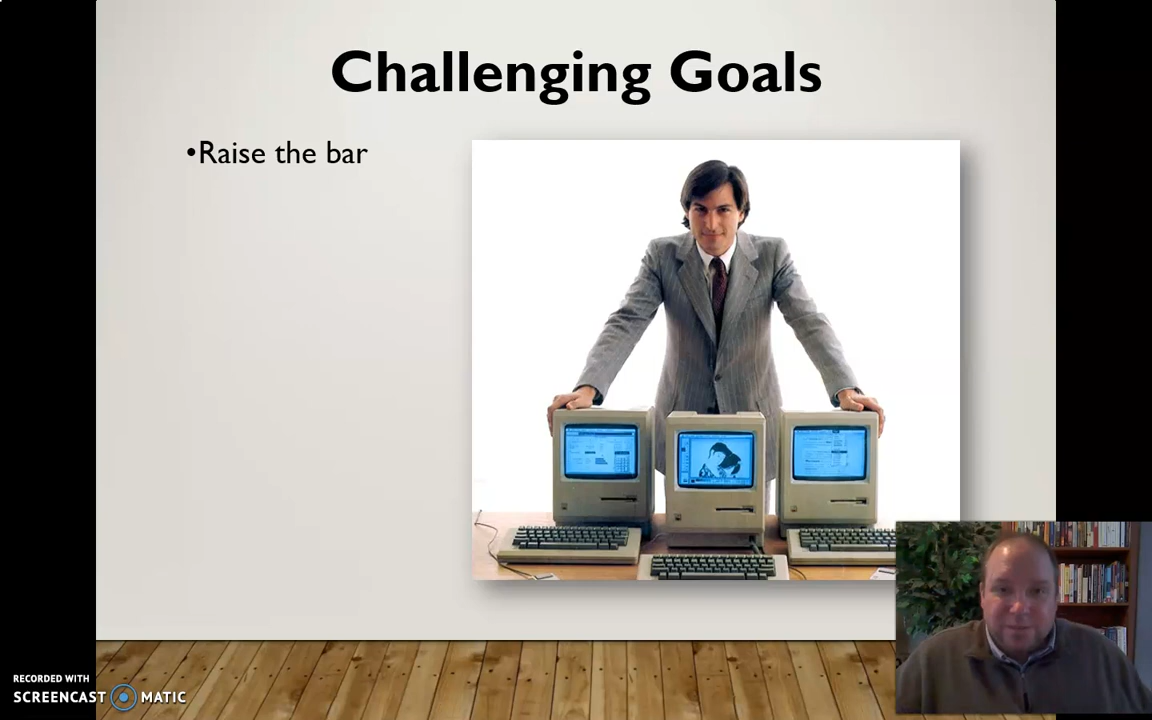 Challenging Goals
•Raise the bar
RECORDED WITH
SCREENCAST MATIC